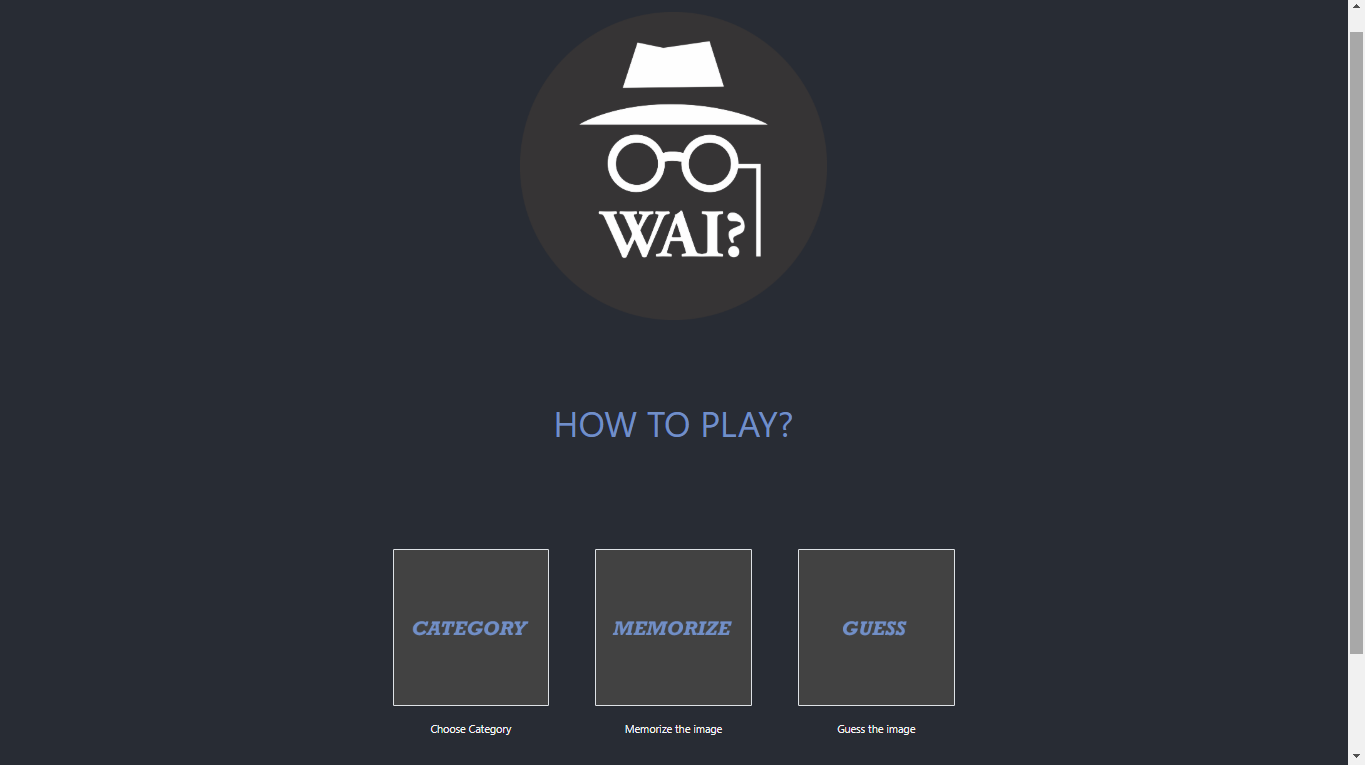 WAI?
HOW TO PLAY?
CATEGORY
MEMORIZE
GUESS
Choose Category
Memorize the image
Guess the image